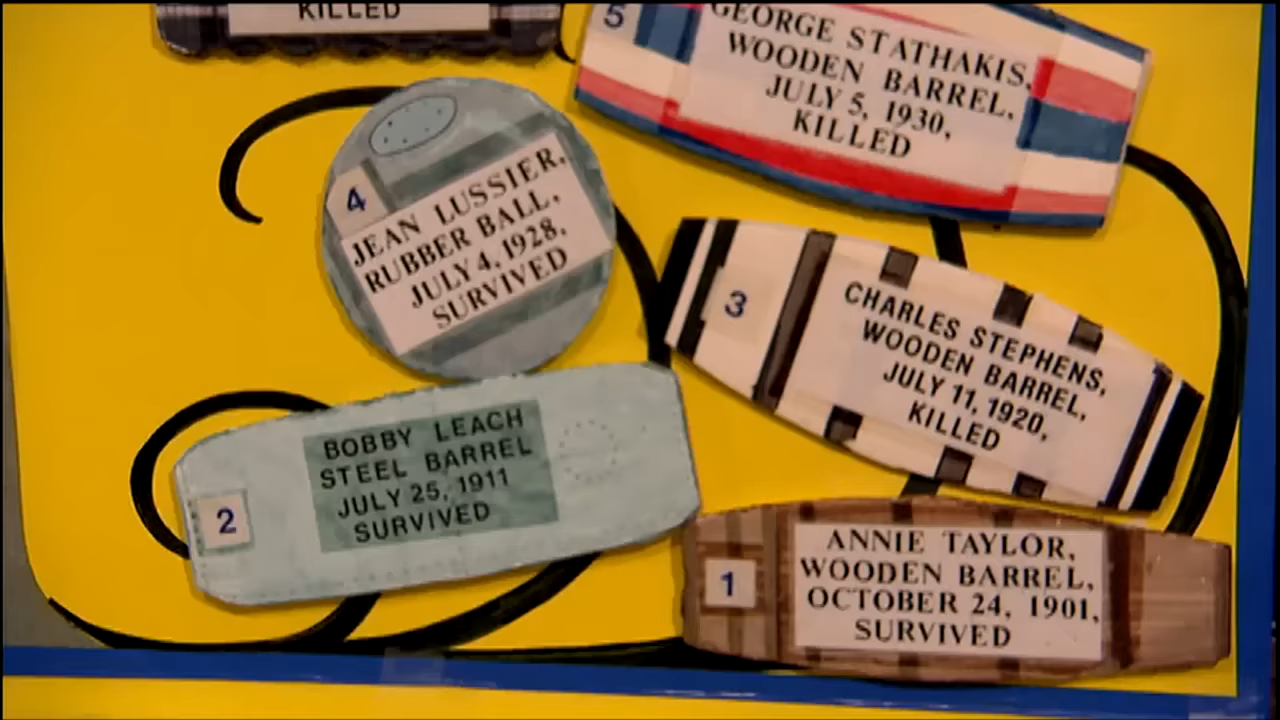 KILLED
5
GEORGE STATHAKIS,
WOODEN BARREL,
JULY 5, 1930,
KILLED
4
JEAN LUSSIER,
RUBBER BALL,
JULY 4, 1928,
SURVIVED
3
CHARLES STEPHENS,
WOODEN BARREL,
JULY 11, 1920,
KILLED
2
BOBBY LEACH
STEEL BARREL
JULY 25, 1911
SURVIVED
1
ANNIE TAYLOR,
WOODEN BARREL,
OCTOBER 24, 1901,
SURVIVED